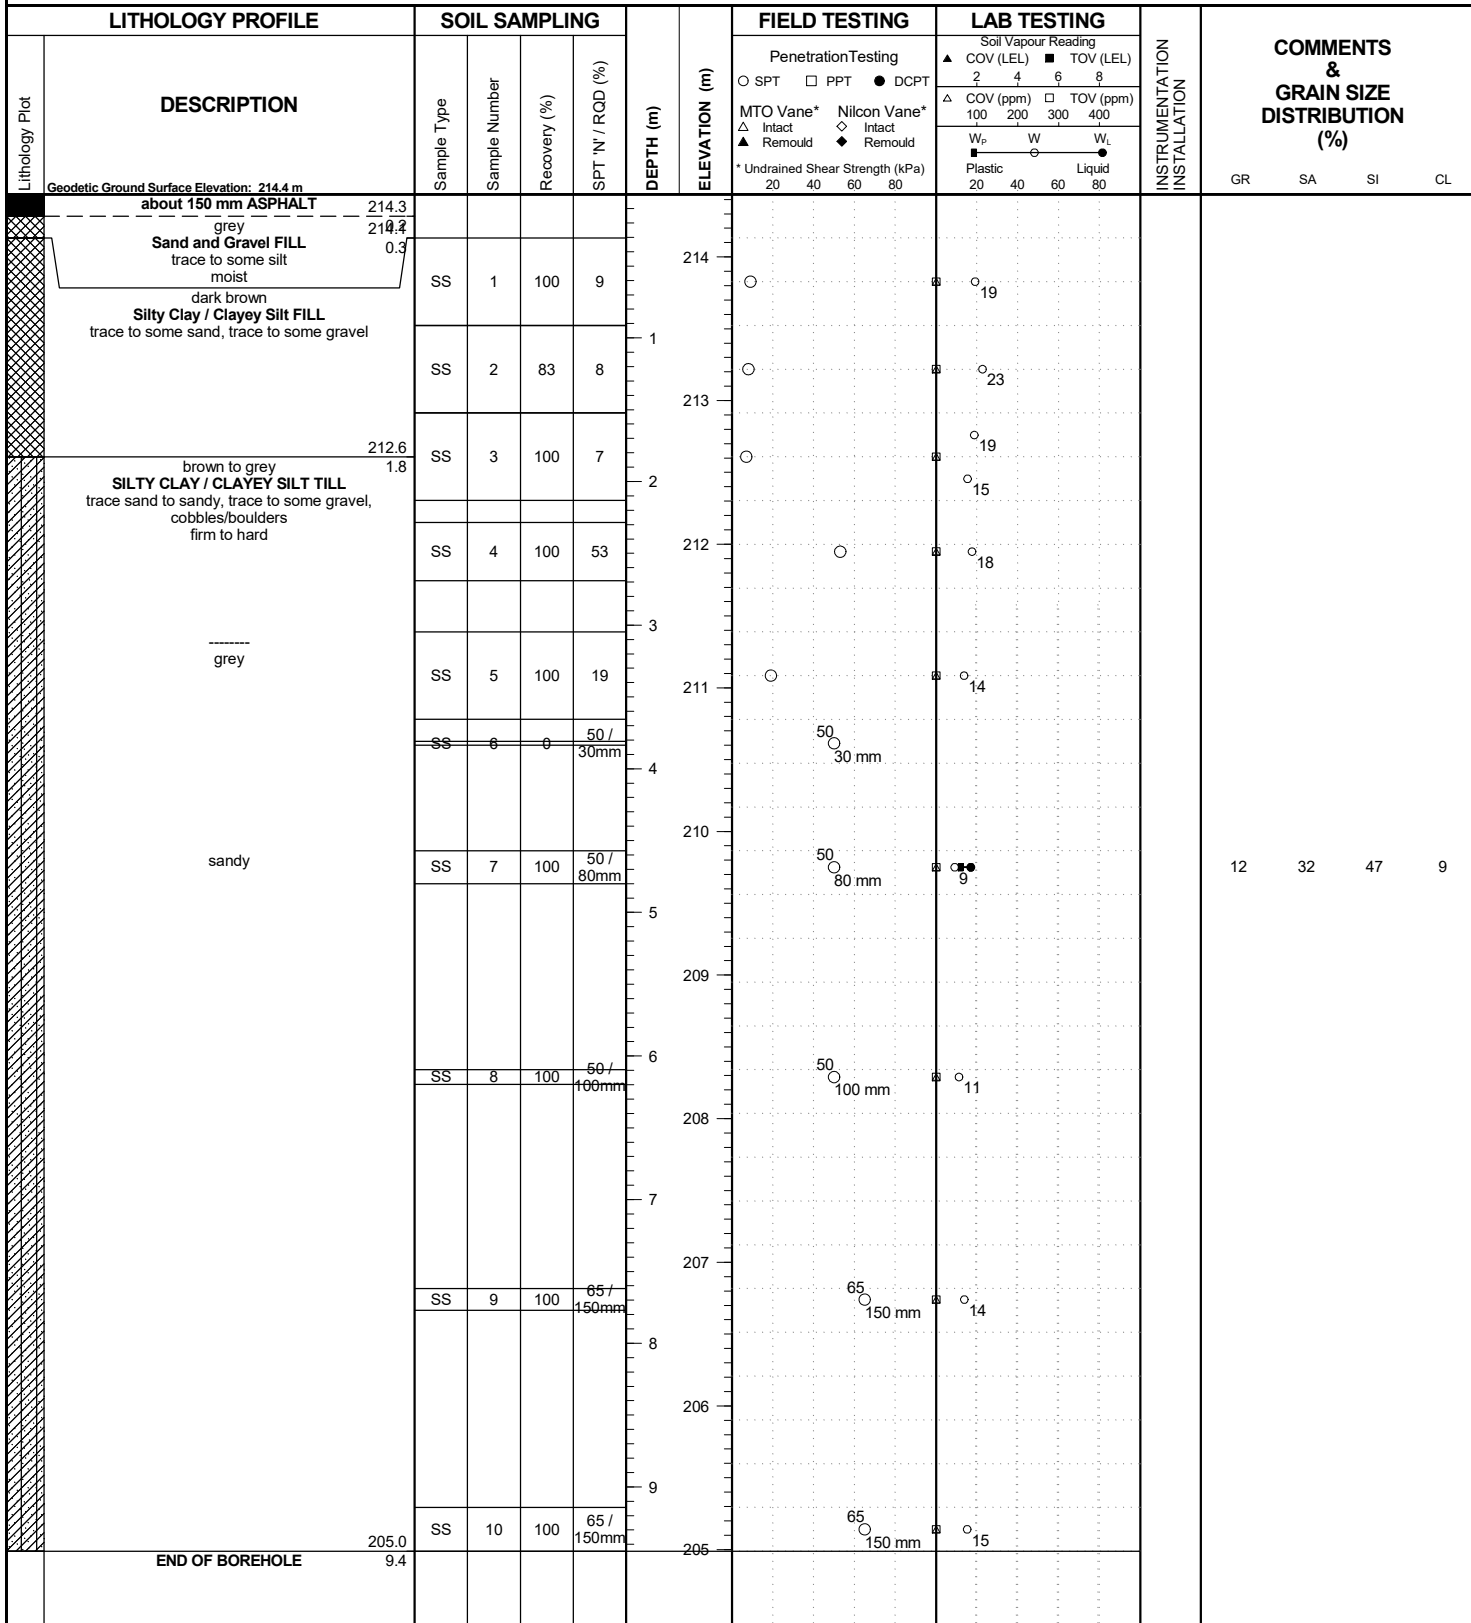 LITHOLOGY PROFILE
SOIL SAMPLING
FIELD TESTING
LAB TESTING
Lithology Plot
DESCRIPTION
Geodetic Ground Surface Elevation: 214.4 m
Sample Type
Sample Number
Recovery (%)
SPT 'N' / RQD (%)
DEPTH (m)
ELEVATION (m)
PenetrationTesting
SPT PPT DCPT
MTO Vane* Nilcon Vane*
Intact Intact
Remould Remould
* Undrained Shear Strength (kPa)
20 40 60 80
Soil Vapour Reading
COV (LEL) TOV (LEL)
2 4 6 8
COV (ppm) TOV (ppm)
100 200 300 400
WP W WL
Plastic Liquid
20 40 60 80
INSTRUMENTATION
INSTALLATION
COMMENTS
&
GRAIN SIZE
DISTRIBUTION
(%)
GR SA SI CL
about 150 mm ASPHALT 214.3
grey 0.2
214.1
Sand and Gravel FILL 0.3
trace to some silt
moist
dark brown
Silty Clay / Clayey Silt FILL
trace to some sand, trace to some gravel
212.6
brown to grey 1.8
SILTY CLAY / CLAYEY SILT TILL
trace sand to sandy, trace to some gravel,
cobbles/boulders
firm to hard
--------
grey
sandy
205.0
END OF BOREHOLE 9.4
SS 1 100 9
SS 2 83 8
SS 3 100 7
SS 4 100 53
SS 5 100 19
SS 6 0 50 /
30mm
SS 7 100 50 /
80mm
SS 8 100 50 /
100mm
SS 9 100 65 /
150mm
SS 10 100 65 /
150mm
1
2
3
4
5
6
7
8
9
214
213
212
211
210
209
208
207
206
205
50
30 mm
50
80 mm
50
100 mm
65
150 mm
65
150 mm
19
23
19
15
18
14
9
11
14
15
12 32 47 9